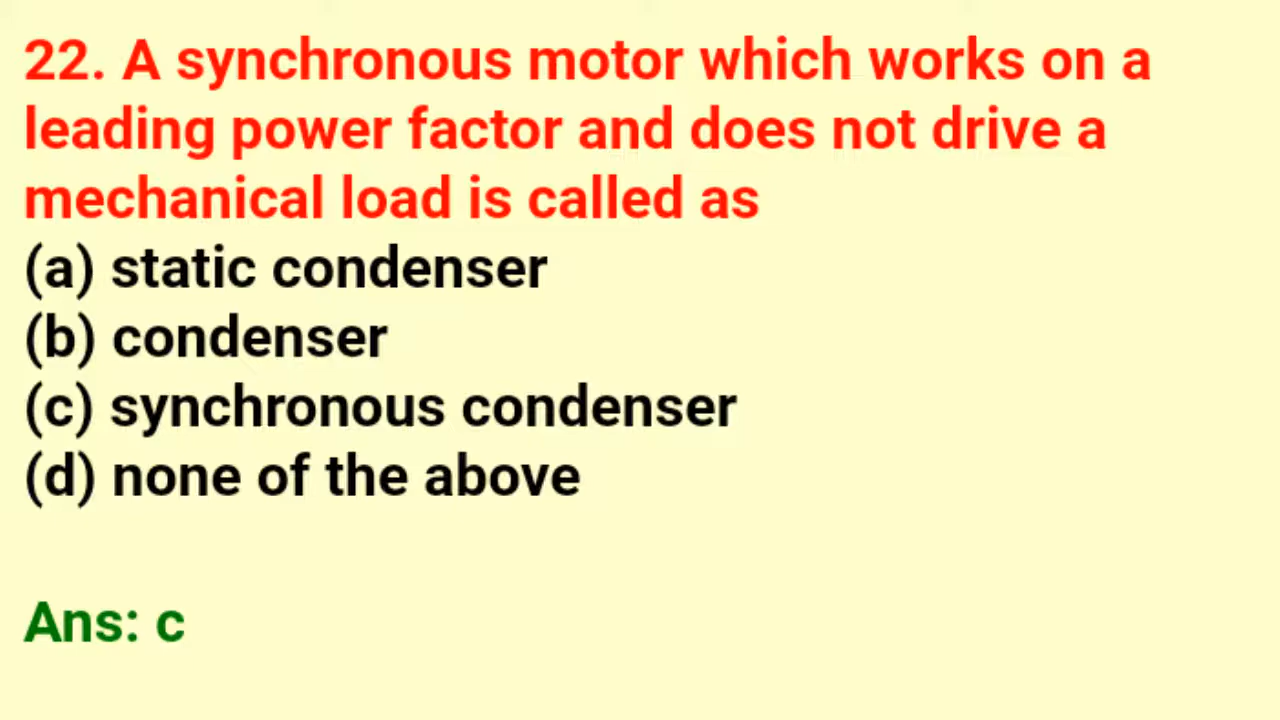 22. A synchronous motor which works on a
leading power factor and does not drive a
mechanical load is called as
(a) static condenser
(b) condenser
(c) synchronous condenser
(d) none of the above
Ans: c